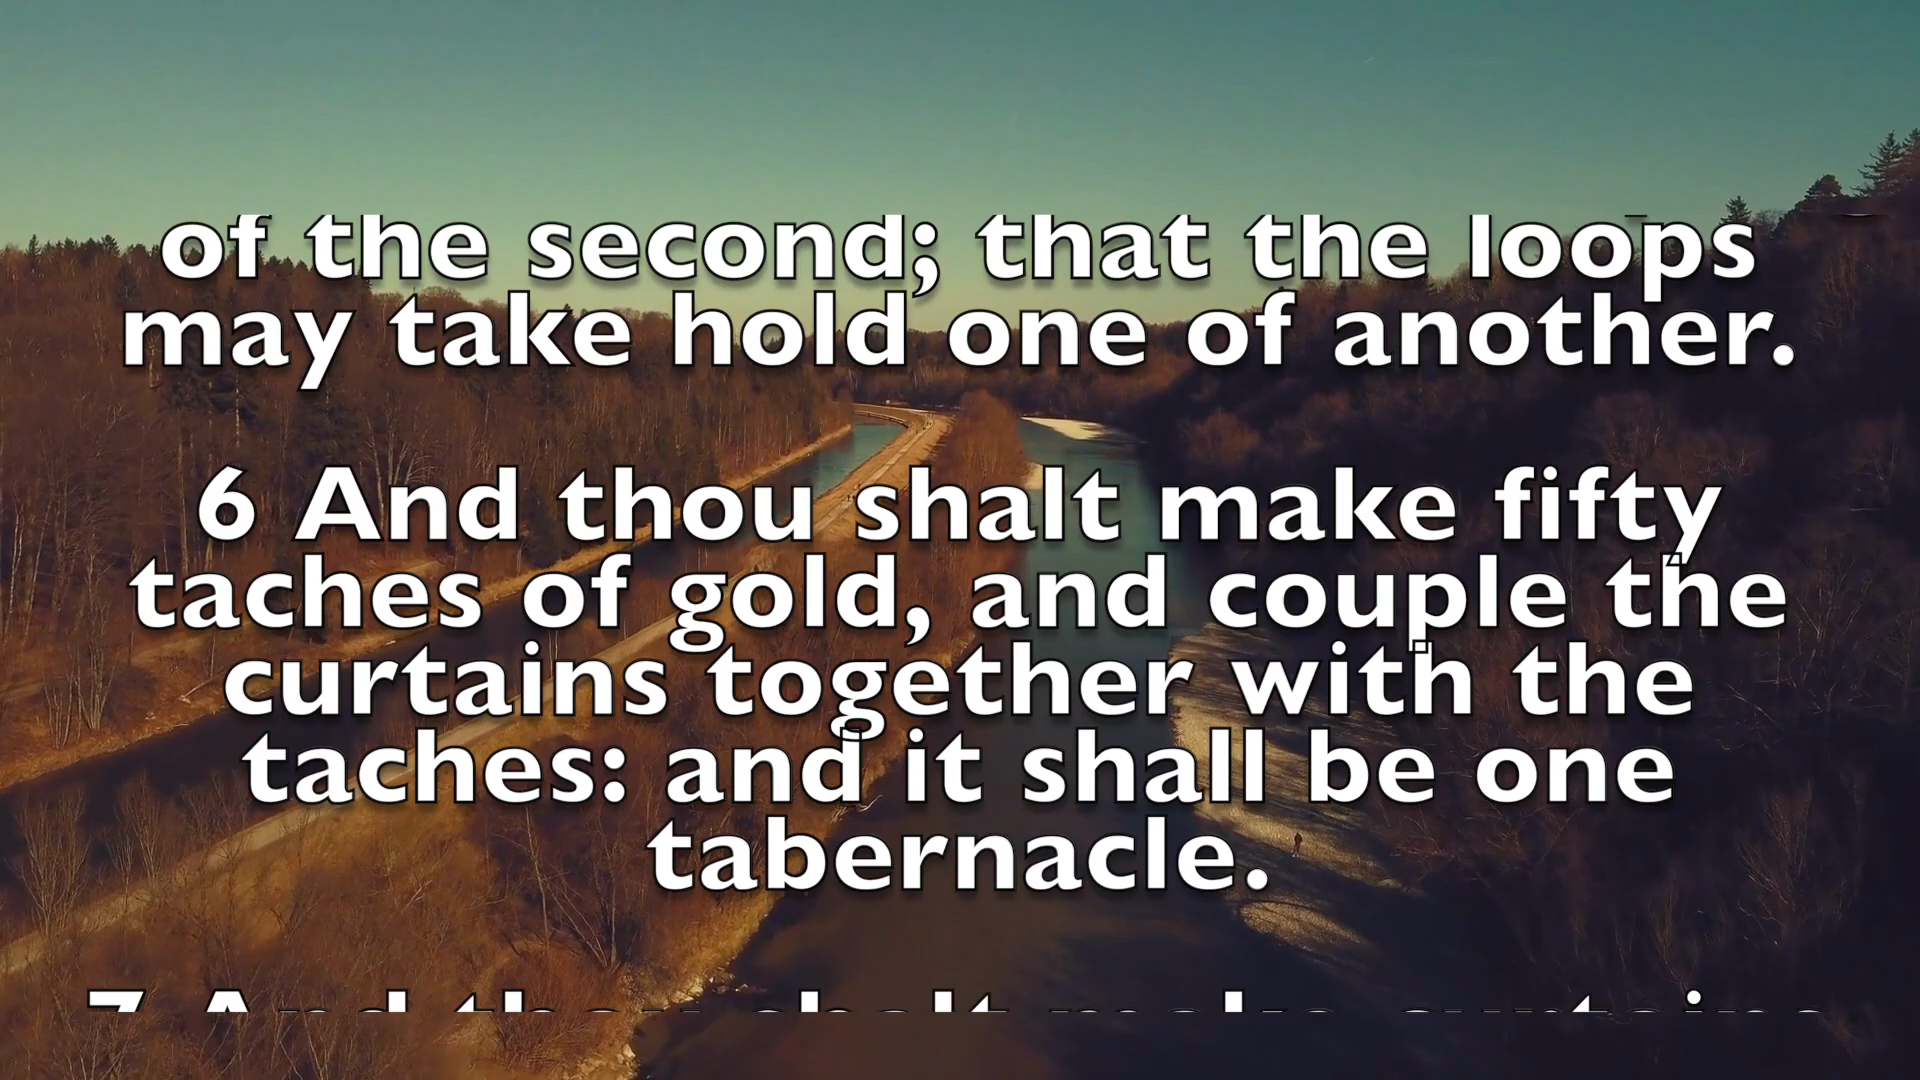 of the second; that the loops
may take hold one of another.
6 And thou shalt make fifty
taches of gold, and couple the
curtains together with the
taches: and it shall be one
tabernacle.
7 And thou shalt make curtains